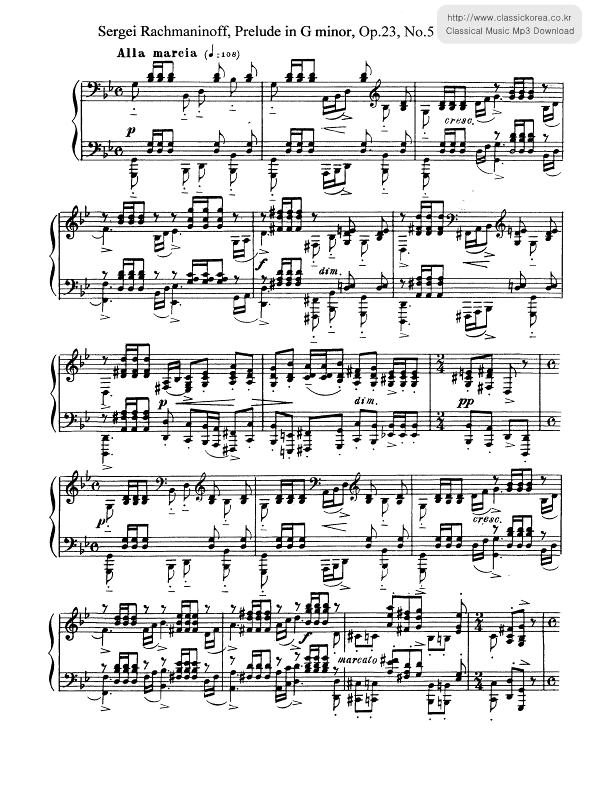 http://www.classickorea.co.kr
Classical Music Mp3 Download
Sergei Rachmaninoff, Prelude in G minor, Op.23, No.5
Alla marcia (♩=108)
p
cresc.
f
dim.
p
dim.
pp
p
cresc.
f
marcato